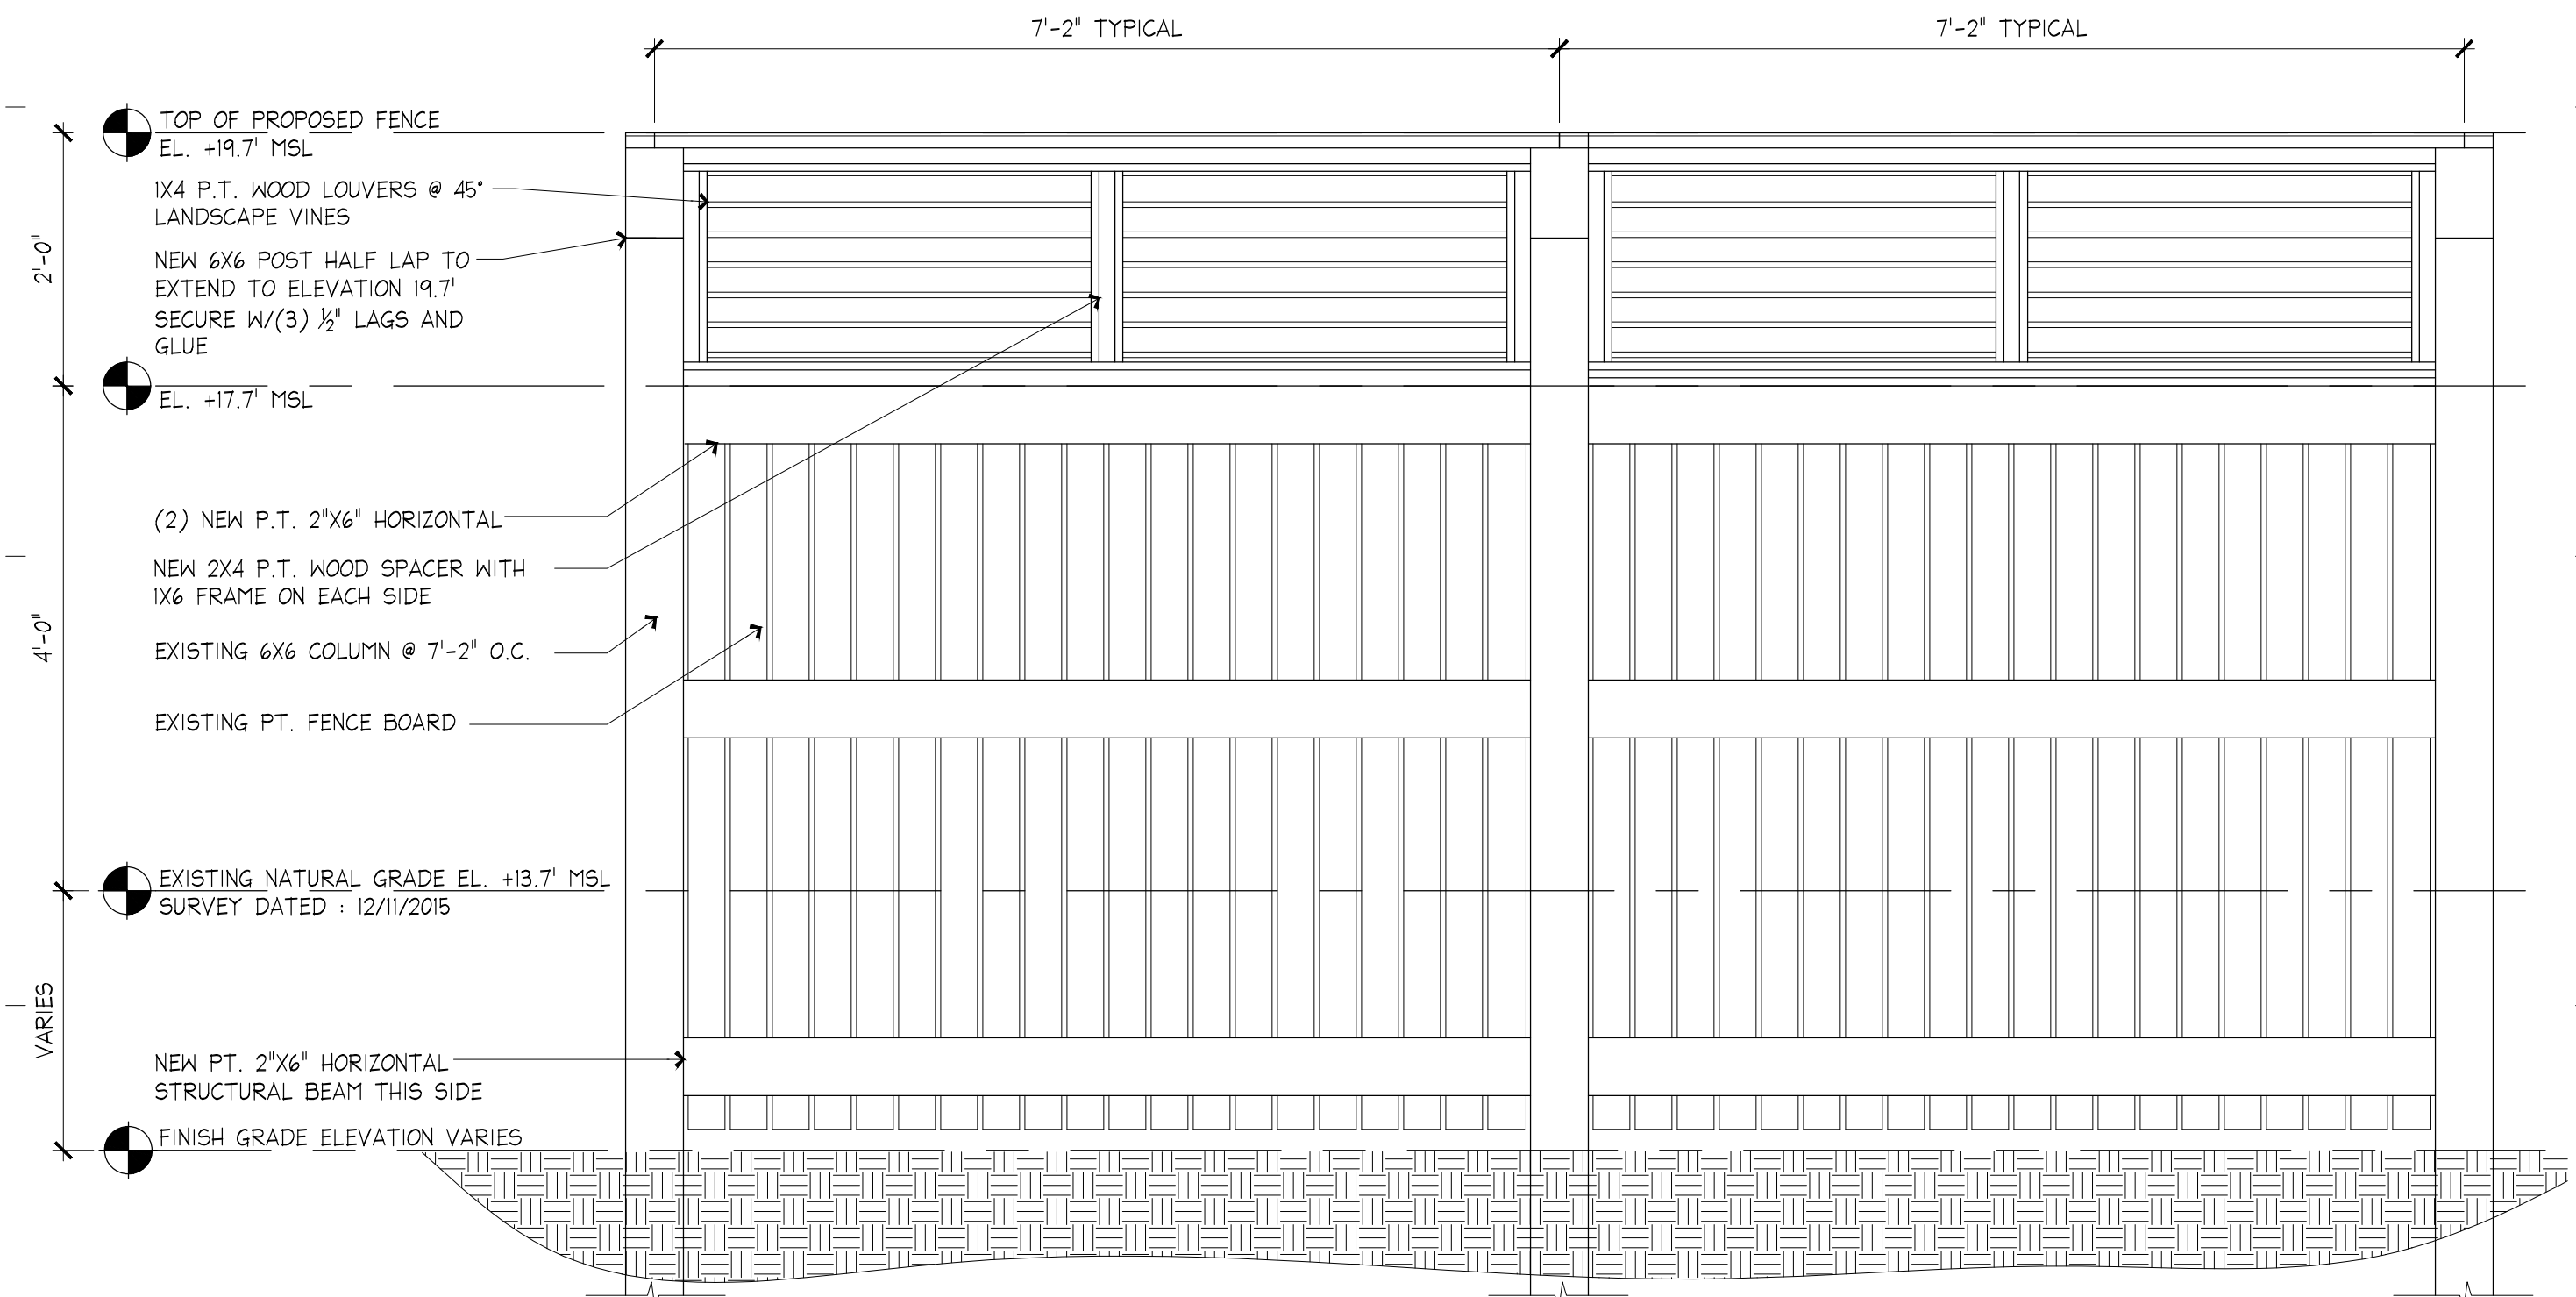 7'-2" TYPICAL
7'-2" TYPICAL
TOP OF PROPOSED FENCE
EL. +19.7' MSL
1X4 P.T. WOOD LOUVERS @ 45°
LANDSCAPE VINES
2'-0"
NEW 6X6 POST HALF LAP TO
EXTEND TO ELEVATION 19.7'
SECURE W/(3) ½" LAGS AND
GLUE
EL. +17.7' MSL
(2) NEW P.T. 2"X6" HORIZONTAL
NEW 2X4 P.T. WOOD SPACER WITH
1X6 FRAME ON EACH SIDE
4'-0"
EXISTING 6X6 COLUMN @ 7'-2" O.C.
EXISTING PT. FENCE BOARD
EXISTING NATURAL GRADE EL. +13.7' MSL
SURVEY DATED : 12/11/2015
VARIES
NEW PT. 2"X6" HORIZONTAL
STRUCTURAL BEAM THIS SIDE
FINISH GRADE ELEVATION VARIES